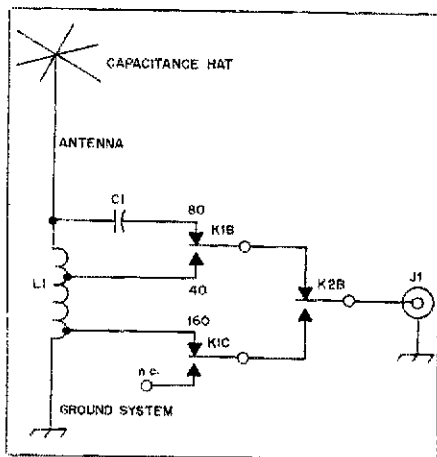 CAPACITANCE HAT
ANTENNA
C1
80
K1B
K2B
J1
L1
40
160
K1C
n.c.
GROUND SYSTEM